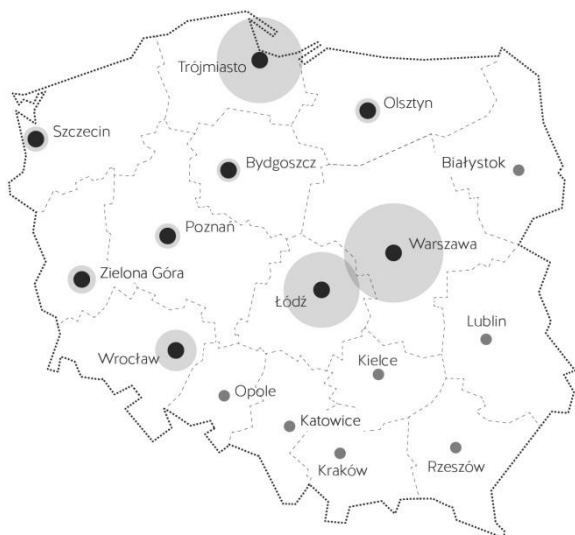 Trójmiasto
Olsztyn
Szczecin
Białystok
Bydgoszcz
Poznań
Warszawa
Zielona Góra
Łódź
Lublin
Wrocław
Kielce
Opole
Katowice
Kraków
Rzeszów